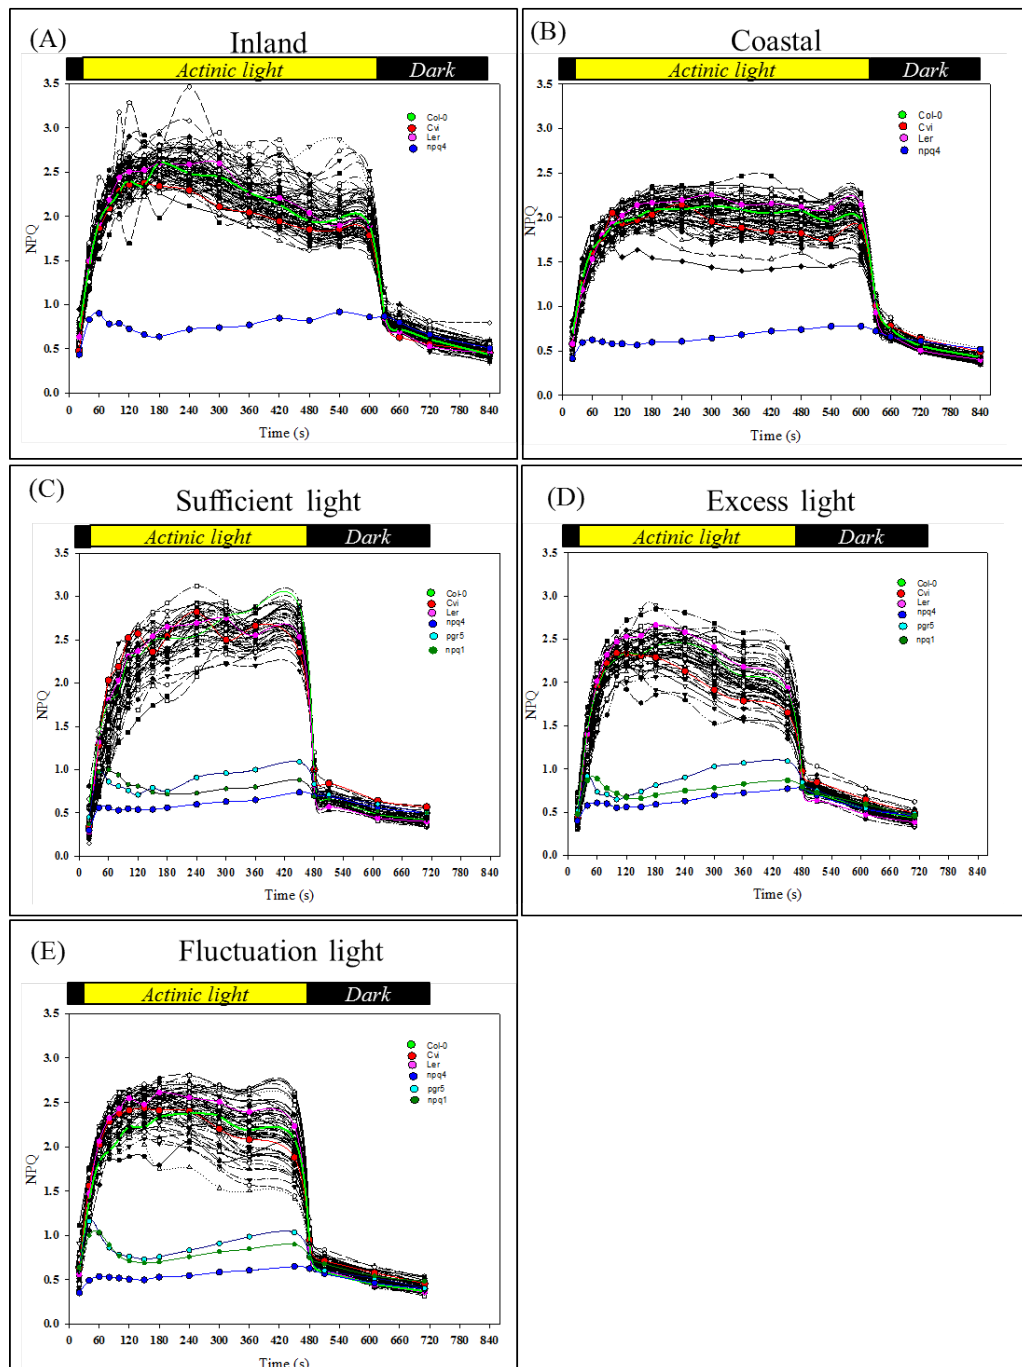 (A)
Inland
Actinic light
Dark
Col-0
Cvi
Ler
npq4
3.5
3.0
2.5
2.0
1.5
1.0
0.5
0.0
NPQ
0 60 120 180 240 300 360 420 480 540 600 660 720 780 840
Time (s)
(B)
Coastal
Actinic light
Dark
Col-0
Cvi
Ler
npq4
3.5
3.0
2.5
2.0
1.5
1.0
0.5
0.0
NPQ
0 60 120 180 240 300 360 420 480 540 600 660 720 780 840
Time (s)
(C)
Sufficient light
Actinic light
Dark
Col-0
Cvi
Ler
npq4
pgr5
npq1
3.5
3.0
2.5
2.0
1.5
1.0
0.5
0.0
NPQ
0 60 120 180 240 300 360 420 480 540 600 660 720 780 840
Time (s)
(D)
Excess light
Actinic light
Dark
Col-0
Cvi
Ler
npq4
pgr5
npq1
3.5
3.0
2.5
2.0
1.5
1.0
0.5
0.0
NPQ
0 60 120 180 240 300 360 420 480 540 600 660 720 780 840
Time (s)
(E)
Fluctuation light
Actinic light
Dark
Col-0
Cvi
Ler
npq4
pgr5
npq1
3.5
3.0
2.5
2.0
1.5
1.0
0.5
0.0
NPQ
0 60 120 180 240 300 360 420 480 540 600 660 720 780 840
Time (s)